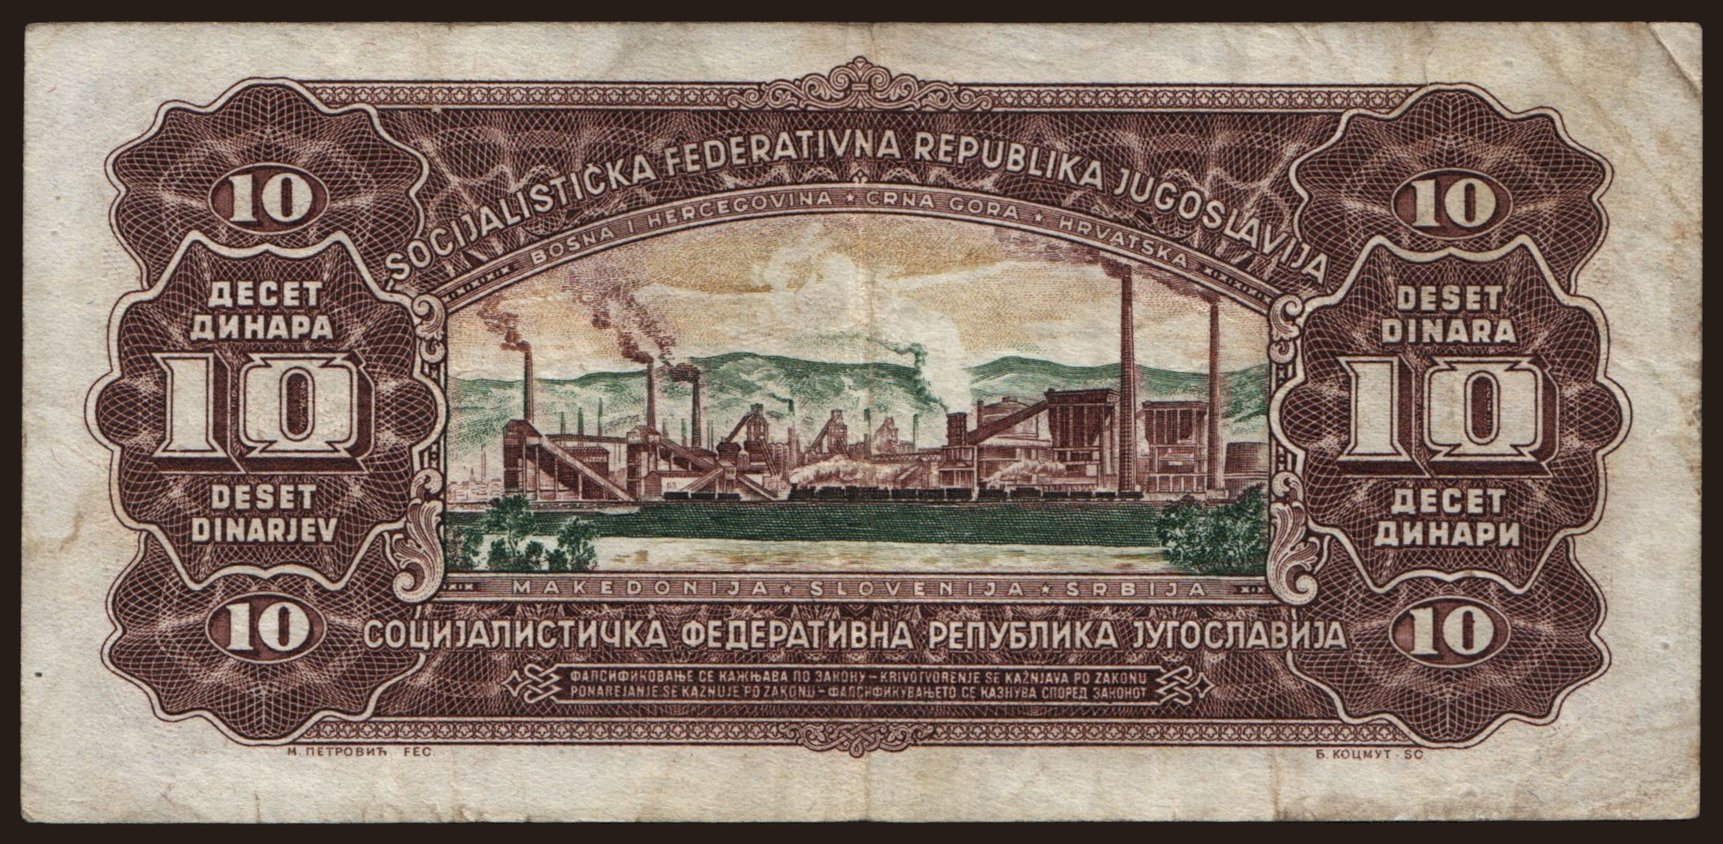 SOCIJALISTIČKA FEDERATIVNA REPUBLIKA JUGOSLAVIJA
BOSNA I HERCEGOVINA ★ CRNA GORA ★ HRVATSKA
10
10
ДЕСЕТ
ДИНАРА
10
DESET
DINARJEV
10
DESET
DINARA
10
ДЕСЕТ
ДИНАРИ
10
MAKEDONIJA ★ SLOVENIJA ★ SRBIJA
СОЦИЈАЛИСТИЧКА ФЕДЕРАТИВНА РЕПУБЛИКА ЈУГОСЛАВИЈА
ФАЛСИФИКОВАЊЕ СЕ КАЖЊАВА ПО ЗАКОНУ – KRIVOTVORENJE SE KAŽNJAVA PO ZAKONU
PONAREJANJE SE KAZNUJE PO ZAKONU – ФАЛСИФИКУВАЊЕТО СЕ КАЗНУВА СПОРЕД ЗАКОНОТ
М. ПЕТРОВИЋ FEC.
Б. КОЦМУТ · SC